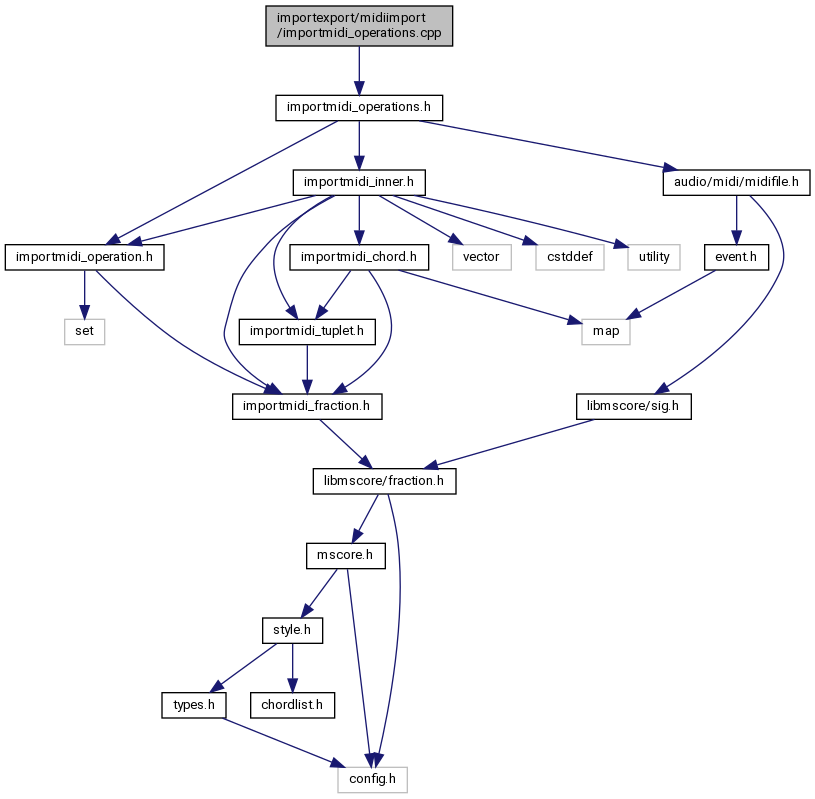 importexport/midiimport
/importmidi_operations.cpp
importmidi_operations.h
importmidi_inner.h
audio/midi/midifile.h
importmidi_operation.h
importmidi_chord.h
vector
cstddef
utility
event.h
set
importmidi_tuplet.h
map
importmidi_fraction.h
libmscore/sig.h
libmscore/fraction.h
mscore.h
style.h
types.h
chordlist.h
config.h